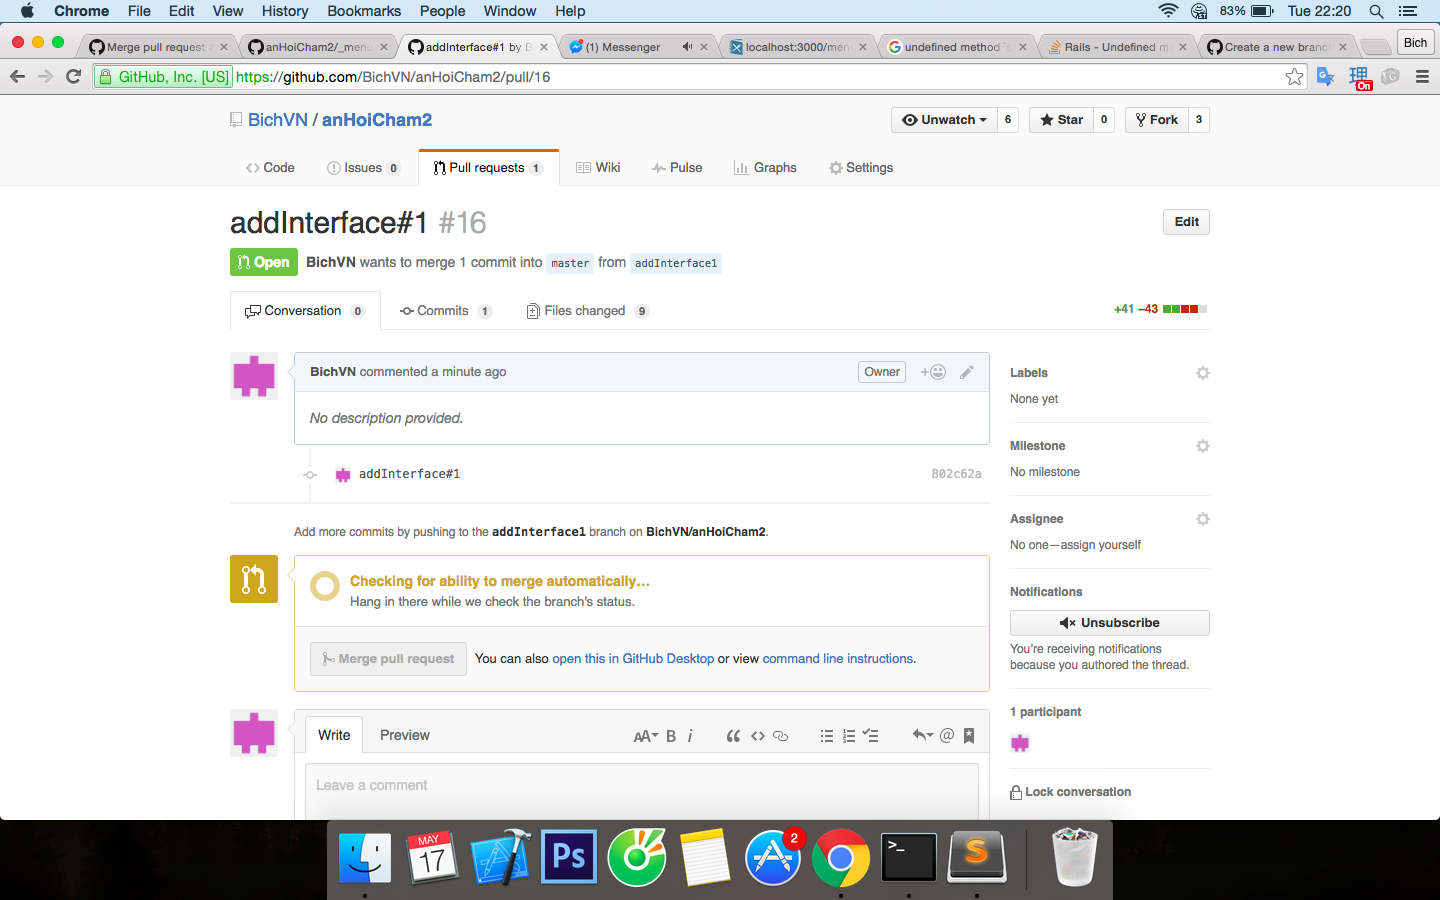 Chrome File Edit View History Bookmarks People Window Help 83% Tue 22:20
Merge pull request anHoiCham2/_menu addInterface#1 by B (1) Messenger localhost:3000/men undefined method 's Rails - Undefined m Create a new branch Bich
GitHub, Inc. [US] https://github.com/BichVN/anHoiCham2/pull/16 理 On
BichVN / anHoiCham2 Unwatch 6 Star 0 Fork 3
Code Issues 0 Pull requests 1 Wiki Pulse Graphs Settings
addInterface#1 #16 Edit
Open BichVN wants to merge 1 commit into master from addInterface1
Conversation 0 Commits 1 Files changed 9 +41 −43
BichVN commented a minute ago Owner
No description provided.
addInterface#1 802c62a
Add more commits by pushing to the addInterface1 branch on BichVN/anHoiCham2.
Checking for ability to merge automatically…
Hang in there while we check the branch's status.
Merge pull request You can also open this in GitHub Desktop or view command line instructions.
Write Preview AA B i
Leave a comment
Labels
None yet
Milestone
No milestone
Assignee
No one—assign yourself
Notifications
Unsubscribe
You're receiving notifications
because you authored the thread.
1 participant
Lock conversation
MAY
17
Ps
2
>_
S